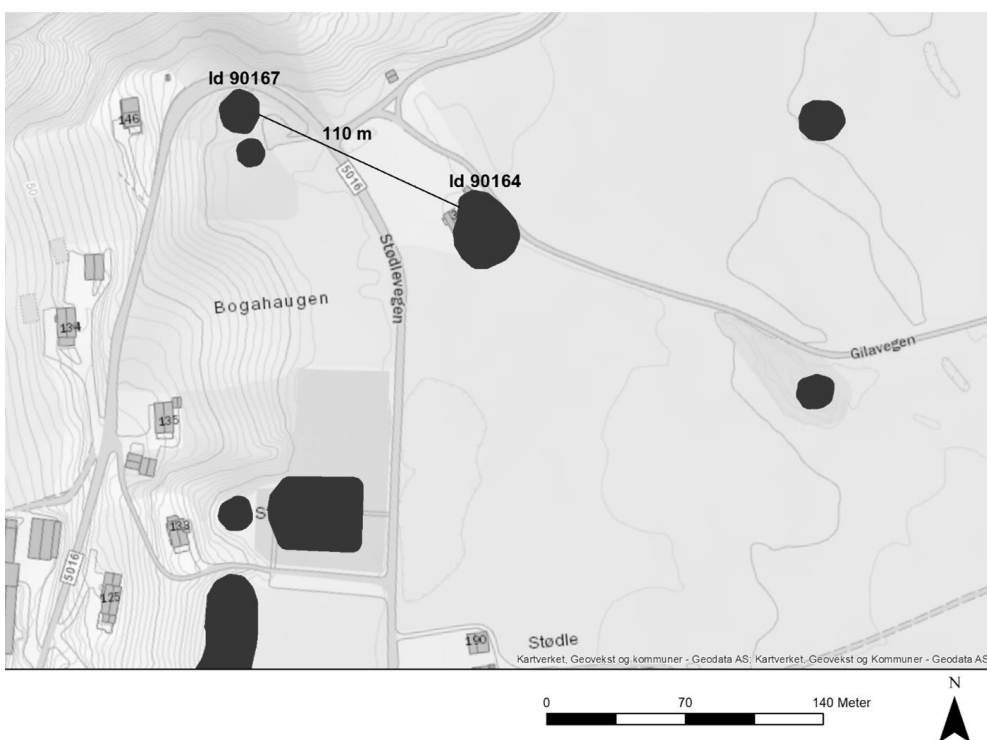 Id 90167
146
110 m
5016
Id 90164
50
Stødlevegen
Bogahaugen
134
Gilavegen
135
S
133
5016
125
190
Stødle
Kartverket, Geovekst og kommuner - Geodata AS; Kartverket, Geovekst og Kommuner - Geodata AS
N
0 70 140 Meter